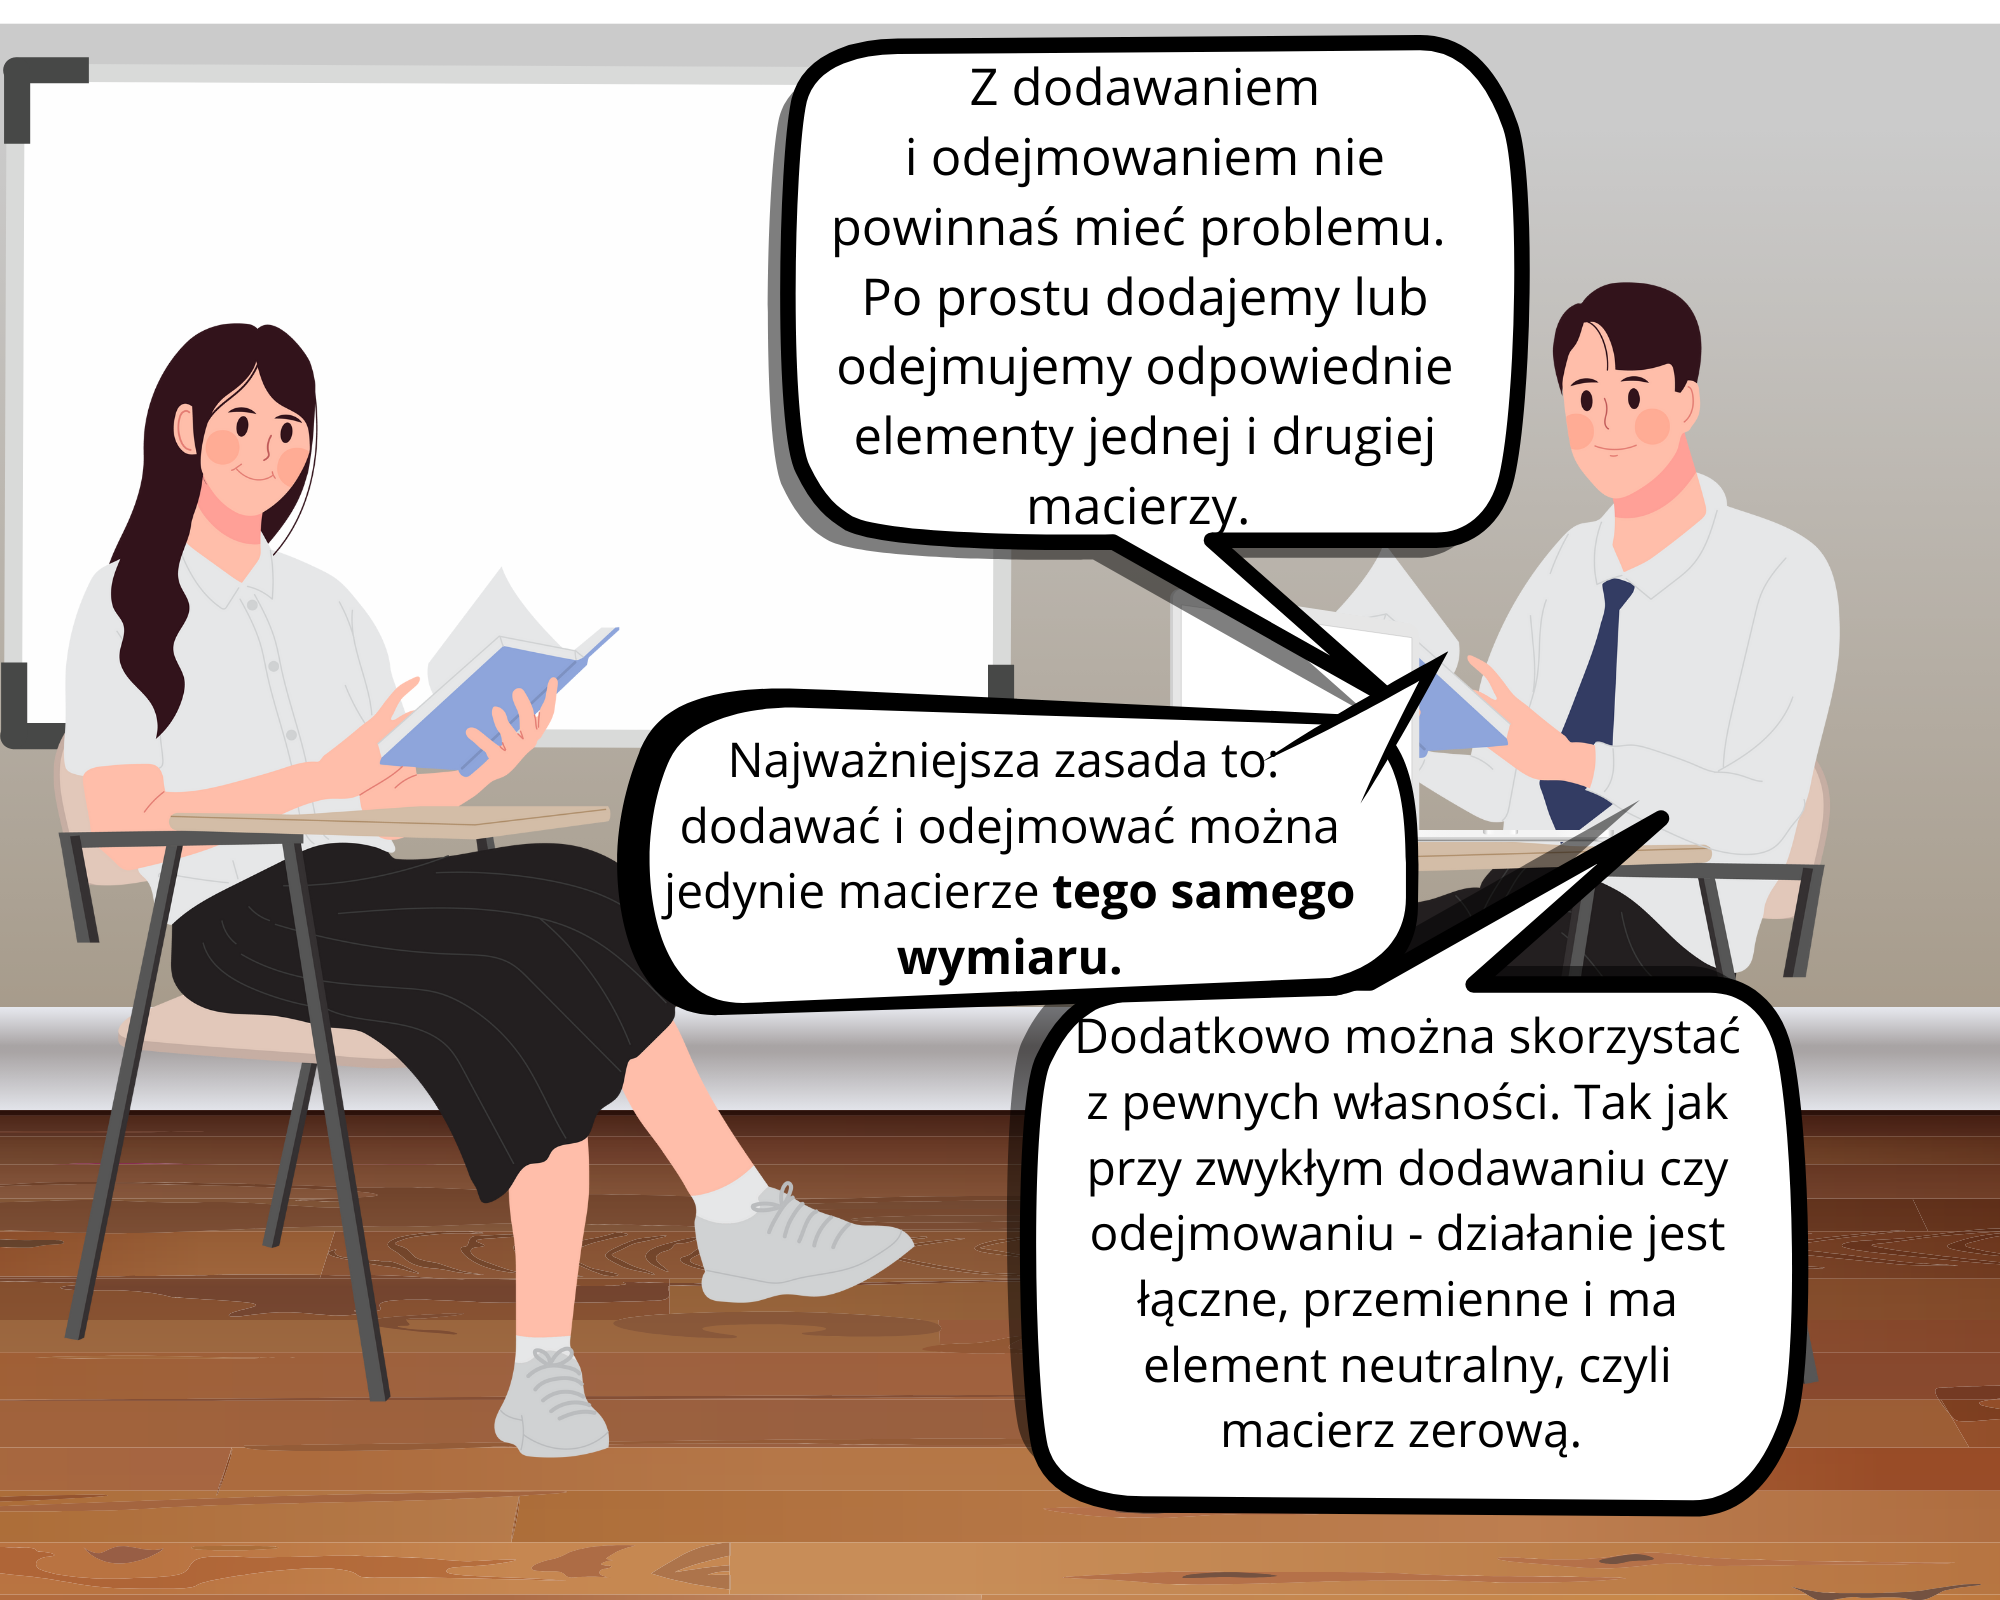 Z dodawaniem
i odejmowaniem nie
powinnaś mieć problemu.
Po prostu dodajemy lub
odejmujemy odpowiednie
elementy jednej i drugiej
macierzy.
Najważniejsza zasada to:
dodawać i odejmować można
jedynie macierze tego samego
wymiaru.
Dodatkowo można skorzystać
z pewnych własności. Tak jak
przy zwykłym dodawaniu czy
odejmowaniu - działanie jest
łączne, przemienne i ma
element neutralny, czyli
macierz zerową.